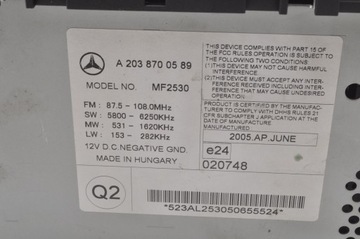 A 203 870 05 89
MODEL NO. MF2530
FM : 87.5 - 108.0MHz
SW : 5800 - 6250KHz
MW : 531 - 1620KHz
LW : 153 - 282KHz
12V D.C.NEGATIVE GND.
MADE IN HUNGARY
THIS DEVICE COMPLIES WITH PART 15 OF
THE FCC RULES OPERATION IS SUBJECT TO
THE FOLLOWING TWO CONDITIONS:
(1)THIS DEVICE MAY NOT CAUSE HARMFUL
INTERFERENCE, AND
(2)THIS DEVICE MUST ACCEPT ANY INTER-
FERENCE RECEIVED, INCLUDING INTER-
FERENCE THAT MAY CAUSE UNDESIRED
OPERATION.
PRODUCT IS CERTIFIED BY THE MANUFAC-
TURER TO COMPLY WITH DHHS RULES 21
CFR SUBCHAPTER J APPLICABLE AT THE
DATE OF MANUFACTURE.
2005.AP.JUNE
e24
020748
Q2
*523AL253050655524*